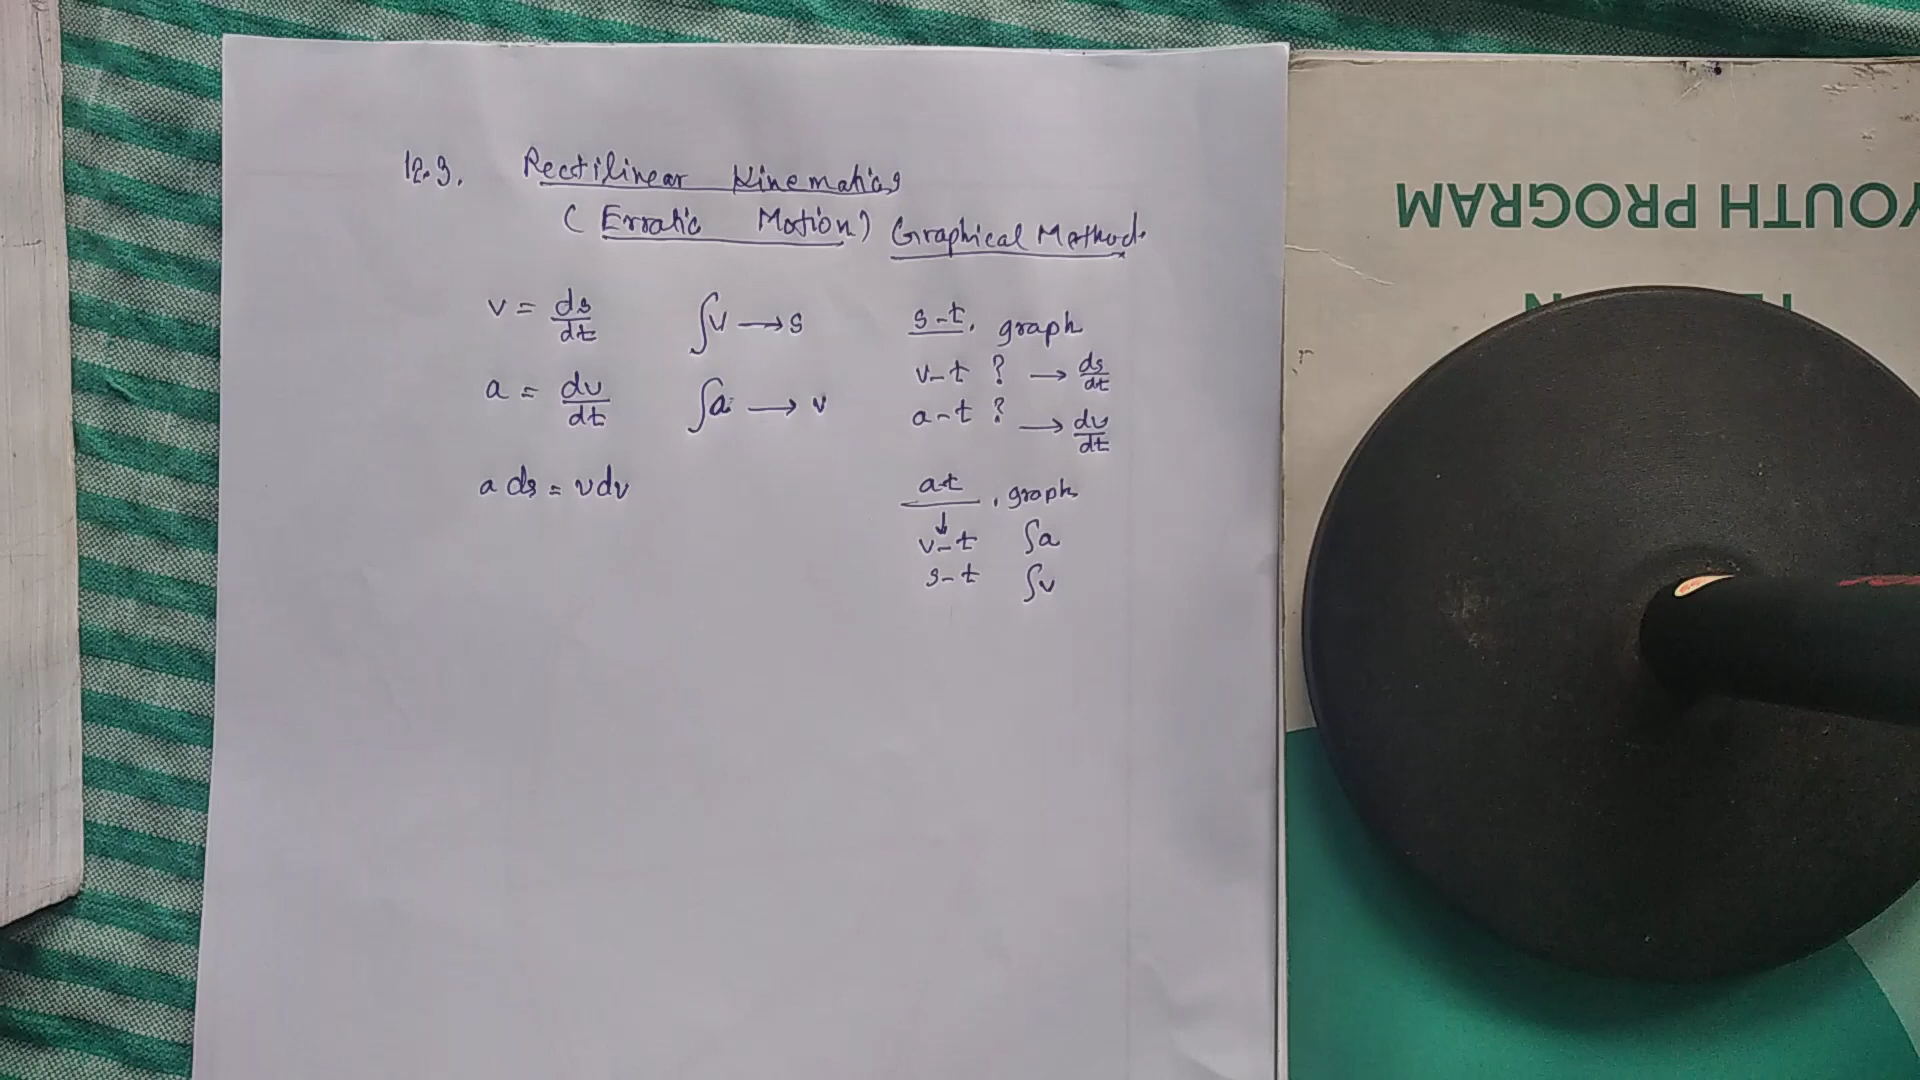 12.3. Rectilinear Kinematics
(Erratic Motion) Graphical Method.
v = ds/dt
∫v → s
a = dv/dt
∫a → v
a ds = v dv
s-t. graph
v-t ? → ds/dt
a-t ? → dv/dt
a-t . graph
↓
v-t ∫a
s-t ∫v
YOUTH PROGRAM